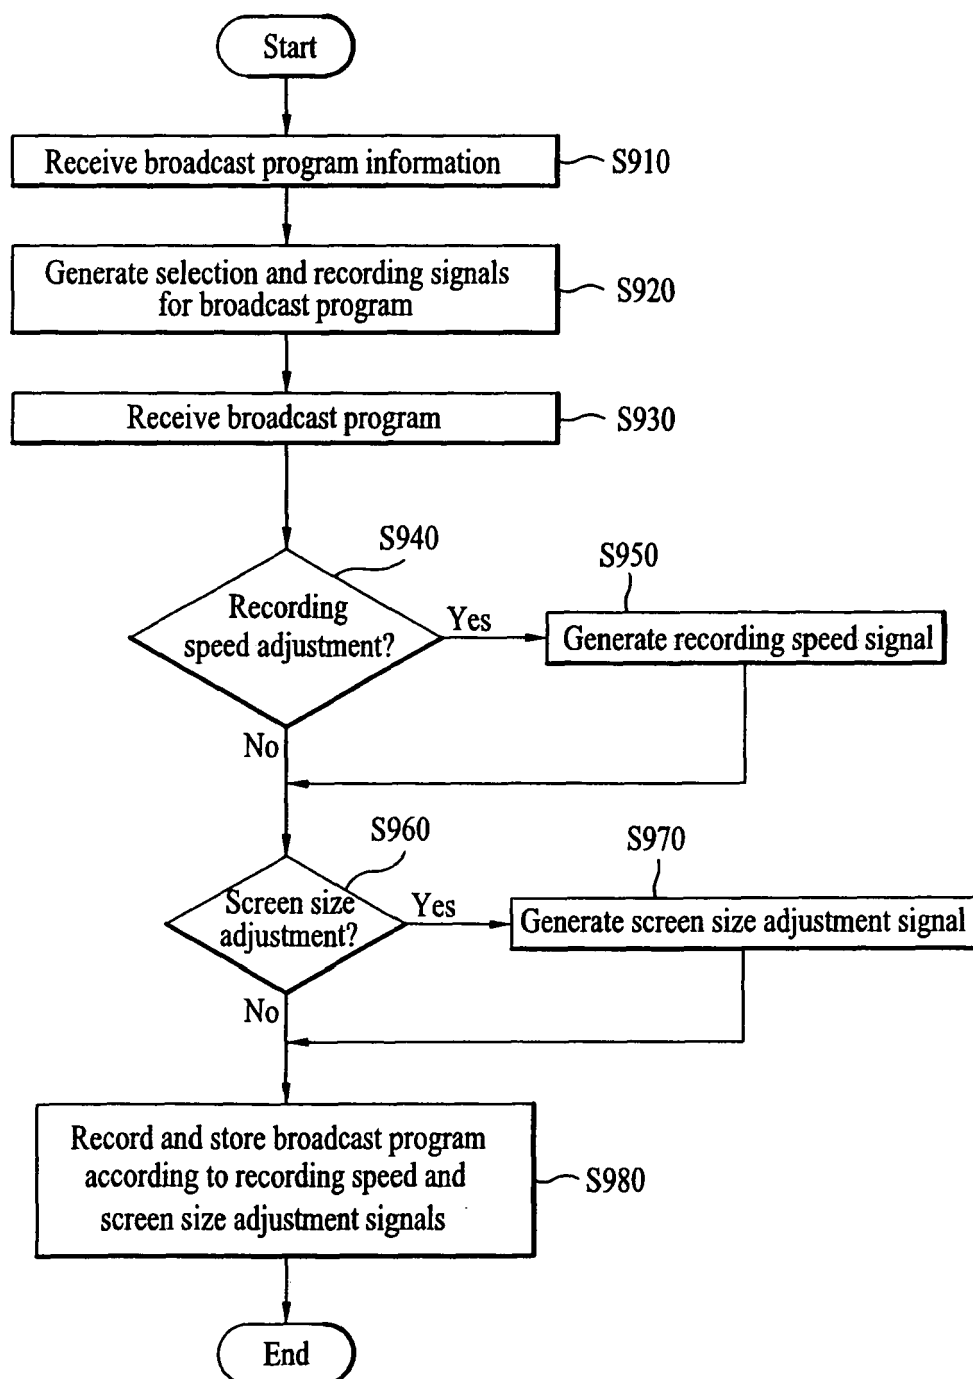 Start
Receive broadcast program information
S910
Generate selection and recording signals
for broadcast program
S920
Receive broadcast program
S930
S940
Recording
speed adjustment?
Yes
S950
Generate recording speed signal
No
S960
Screen size
adjustment?
Yes
S970
Generate screen size adjustment signal
No
Record and store broadcast program
according to recording speed and
screen size adjustment signals
S980
End